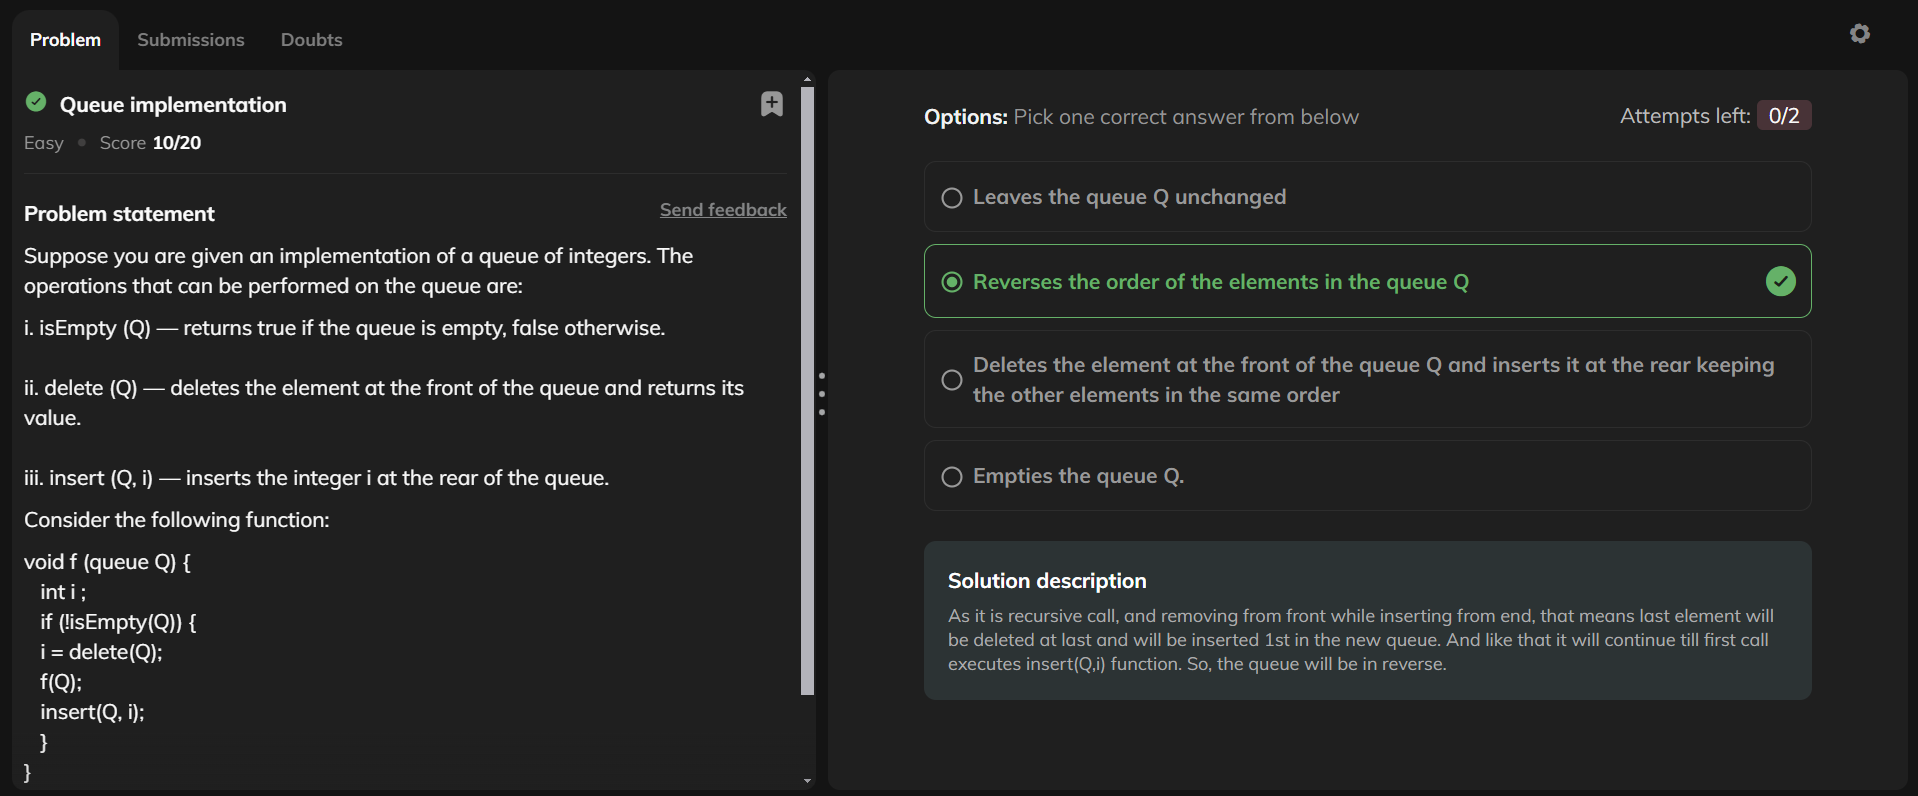 Problem
Submissions
Doubts
Queue implementation
Easy • Score 10/20
Problem statement
Send feedback
Suppose you are given an implementation of a queue of integers. The
operations that can be performed on the queue are:
i. isEmpty (Q) — returns true if the queue is empty, false otherwise.
ii. delete (Q) — deletes the element at the front of the queue and returns its
value.
iii. insert (Q, i) — inserts the integer i at the rear of the queue.
Consider the following function:
void f (queue Q) {
int i ;
if (!isEmpty(Q)) {
i = delete(Q);
f(Q);
insert(Q, i);
}
}
Options: Pick one correct answer from below
Attempts left: 0/2
Leaves the queue Q unchanged
Reverses the order of the elements in the queue Q
Deletes the element at the front of the queue Q and inserts it at the rear keeping
the other elements in the same order
Empties the queue Q.
Solution description
As it is recursive call, and removing from front while inserting from end, that means last element will
be deleted at last and will be inserted 1st in the new queue. And like that it will continue till first call
executes insert(Q,i) function. So, the queue will be in reverse.